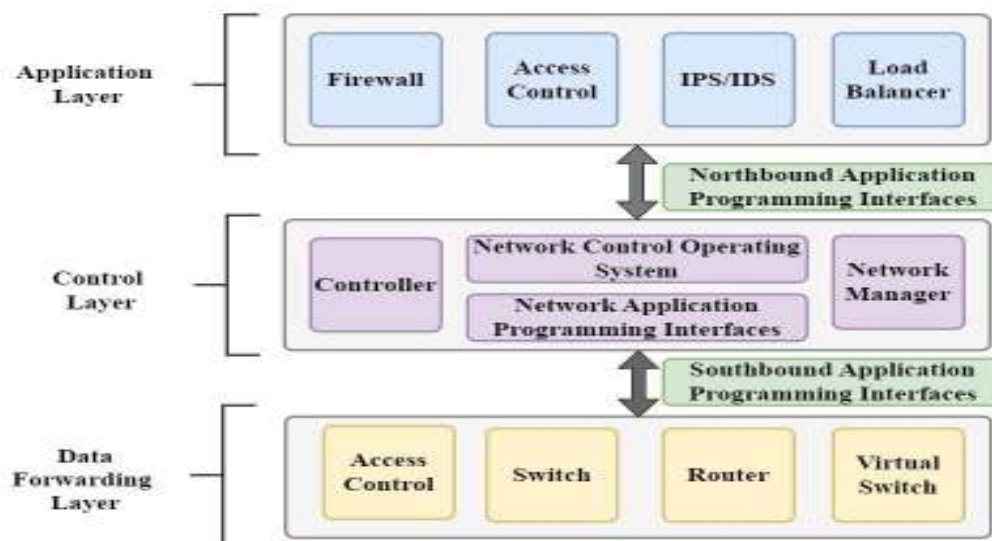 Application
Layer
Firewall
Access
Control
IPS/IDS
Load
Balancer
Northbound Application
Programming Interfaces
Control
Layer
Controller
Network Control Operating
System
Network Application
Programming Interfaces
Network
Manager
Southbound Application
Programming Interfaces
Data
Forwarding
Layer
Access
Control
Switch
Router
Virtual
Switch